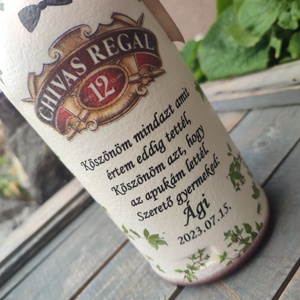 CHIVAS REGAL
12
Köszönöm mindazt amit
értem eddig tettél,
Köszönöm azt, hogy
az apukám lettél.
Szerető gyermeked:
Ági
2023.07.15.